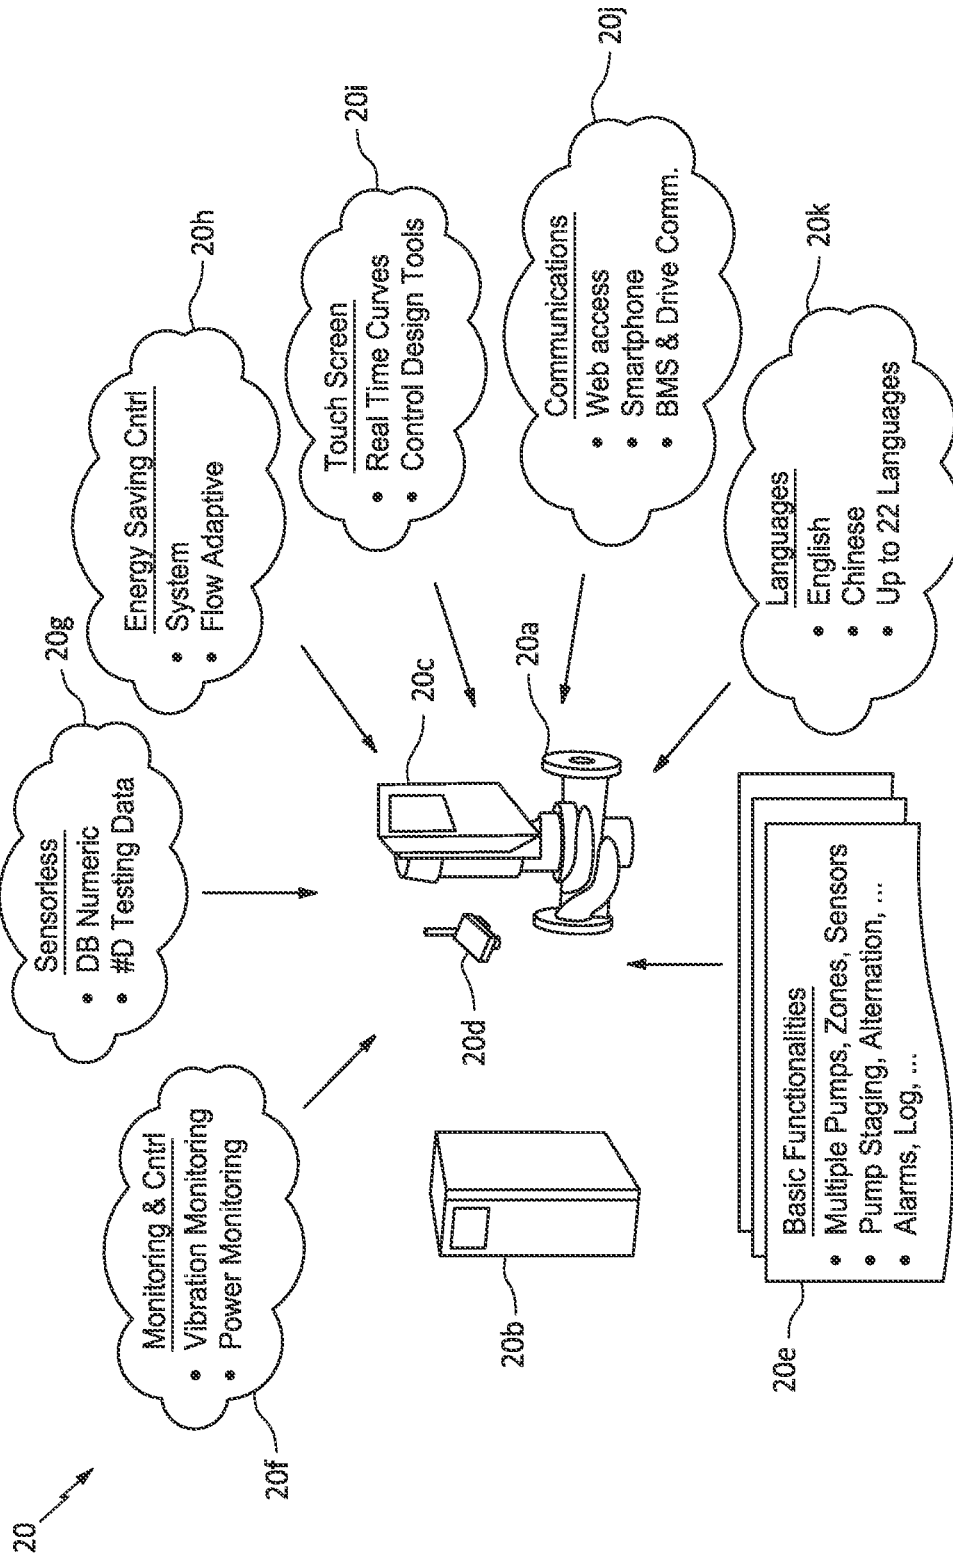 20
20f
Monitoring & Cntrl
• Vibration Monitoring
• Power Monitoring
20g
Sensorless
• DB Numeric
• #D Testing Data
20h
Energy Saving Cntrl
• System
• Flow Adaptive
20i
Touch Screen
• Real Time Curves
• Control Design Tools
20j
Communications
• Web access
• Smartphone
• BMS & Drive Comm.
20k
Languages
• English
• Chinese
• Up to 22 Languages
20b
20d
20c
20a
20e
Basic Functionalities
• Multiple Pumps, Zones, Sensors
• Pump Staging, Alternation, ...
• Alarms, Log, ...